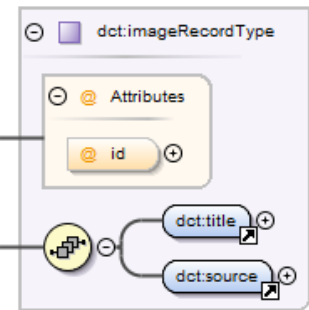 dct:imageRecordType
@ Attributes
@ id
dct:title
dct:source